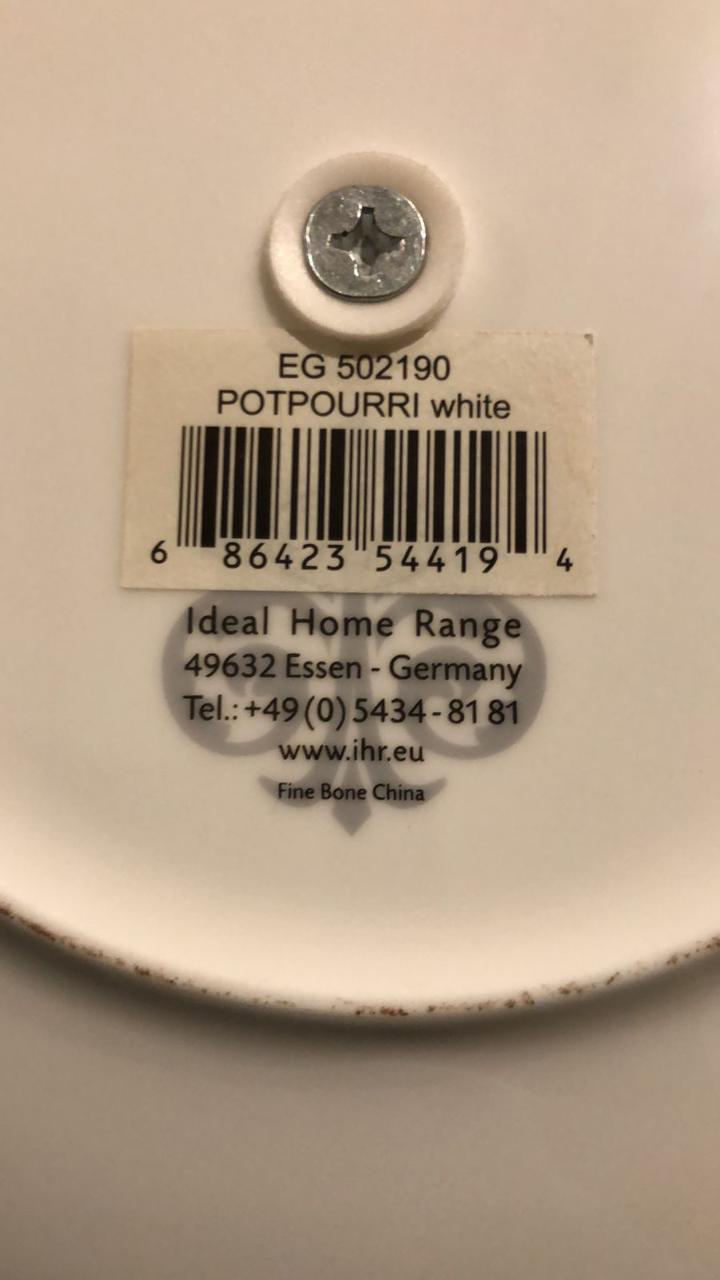 EG 502190
POTPOURRI white
6 86423 54419 4
Ideal Home Range
49632 Essen - Germany
Tel.: +49 (0) 5434 - 81 81
www.ihr.eu
Fine Bone China